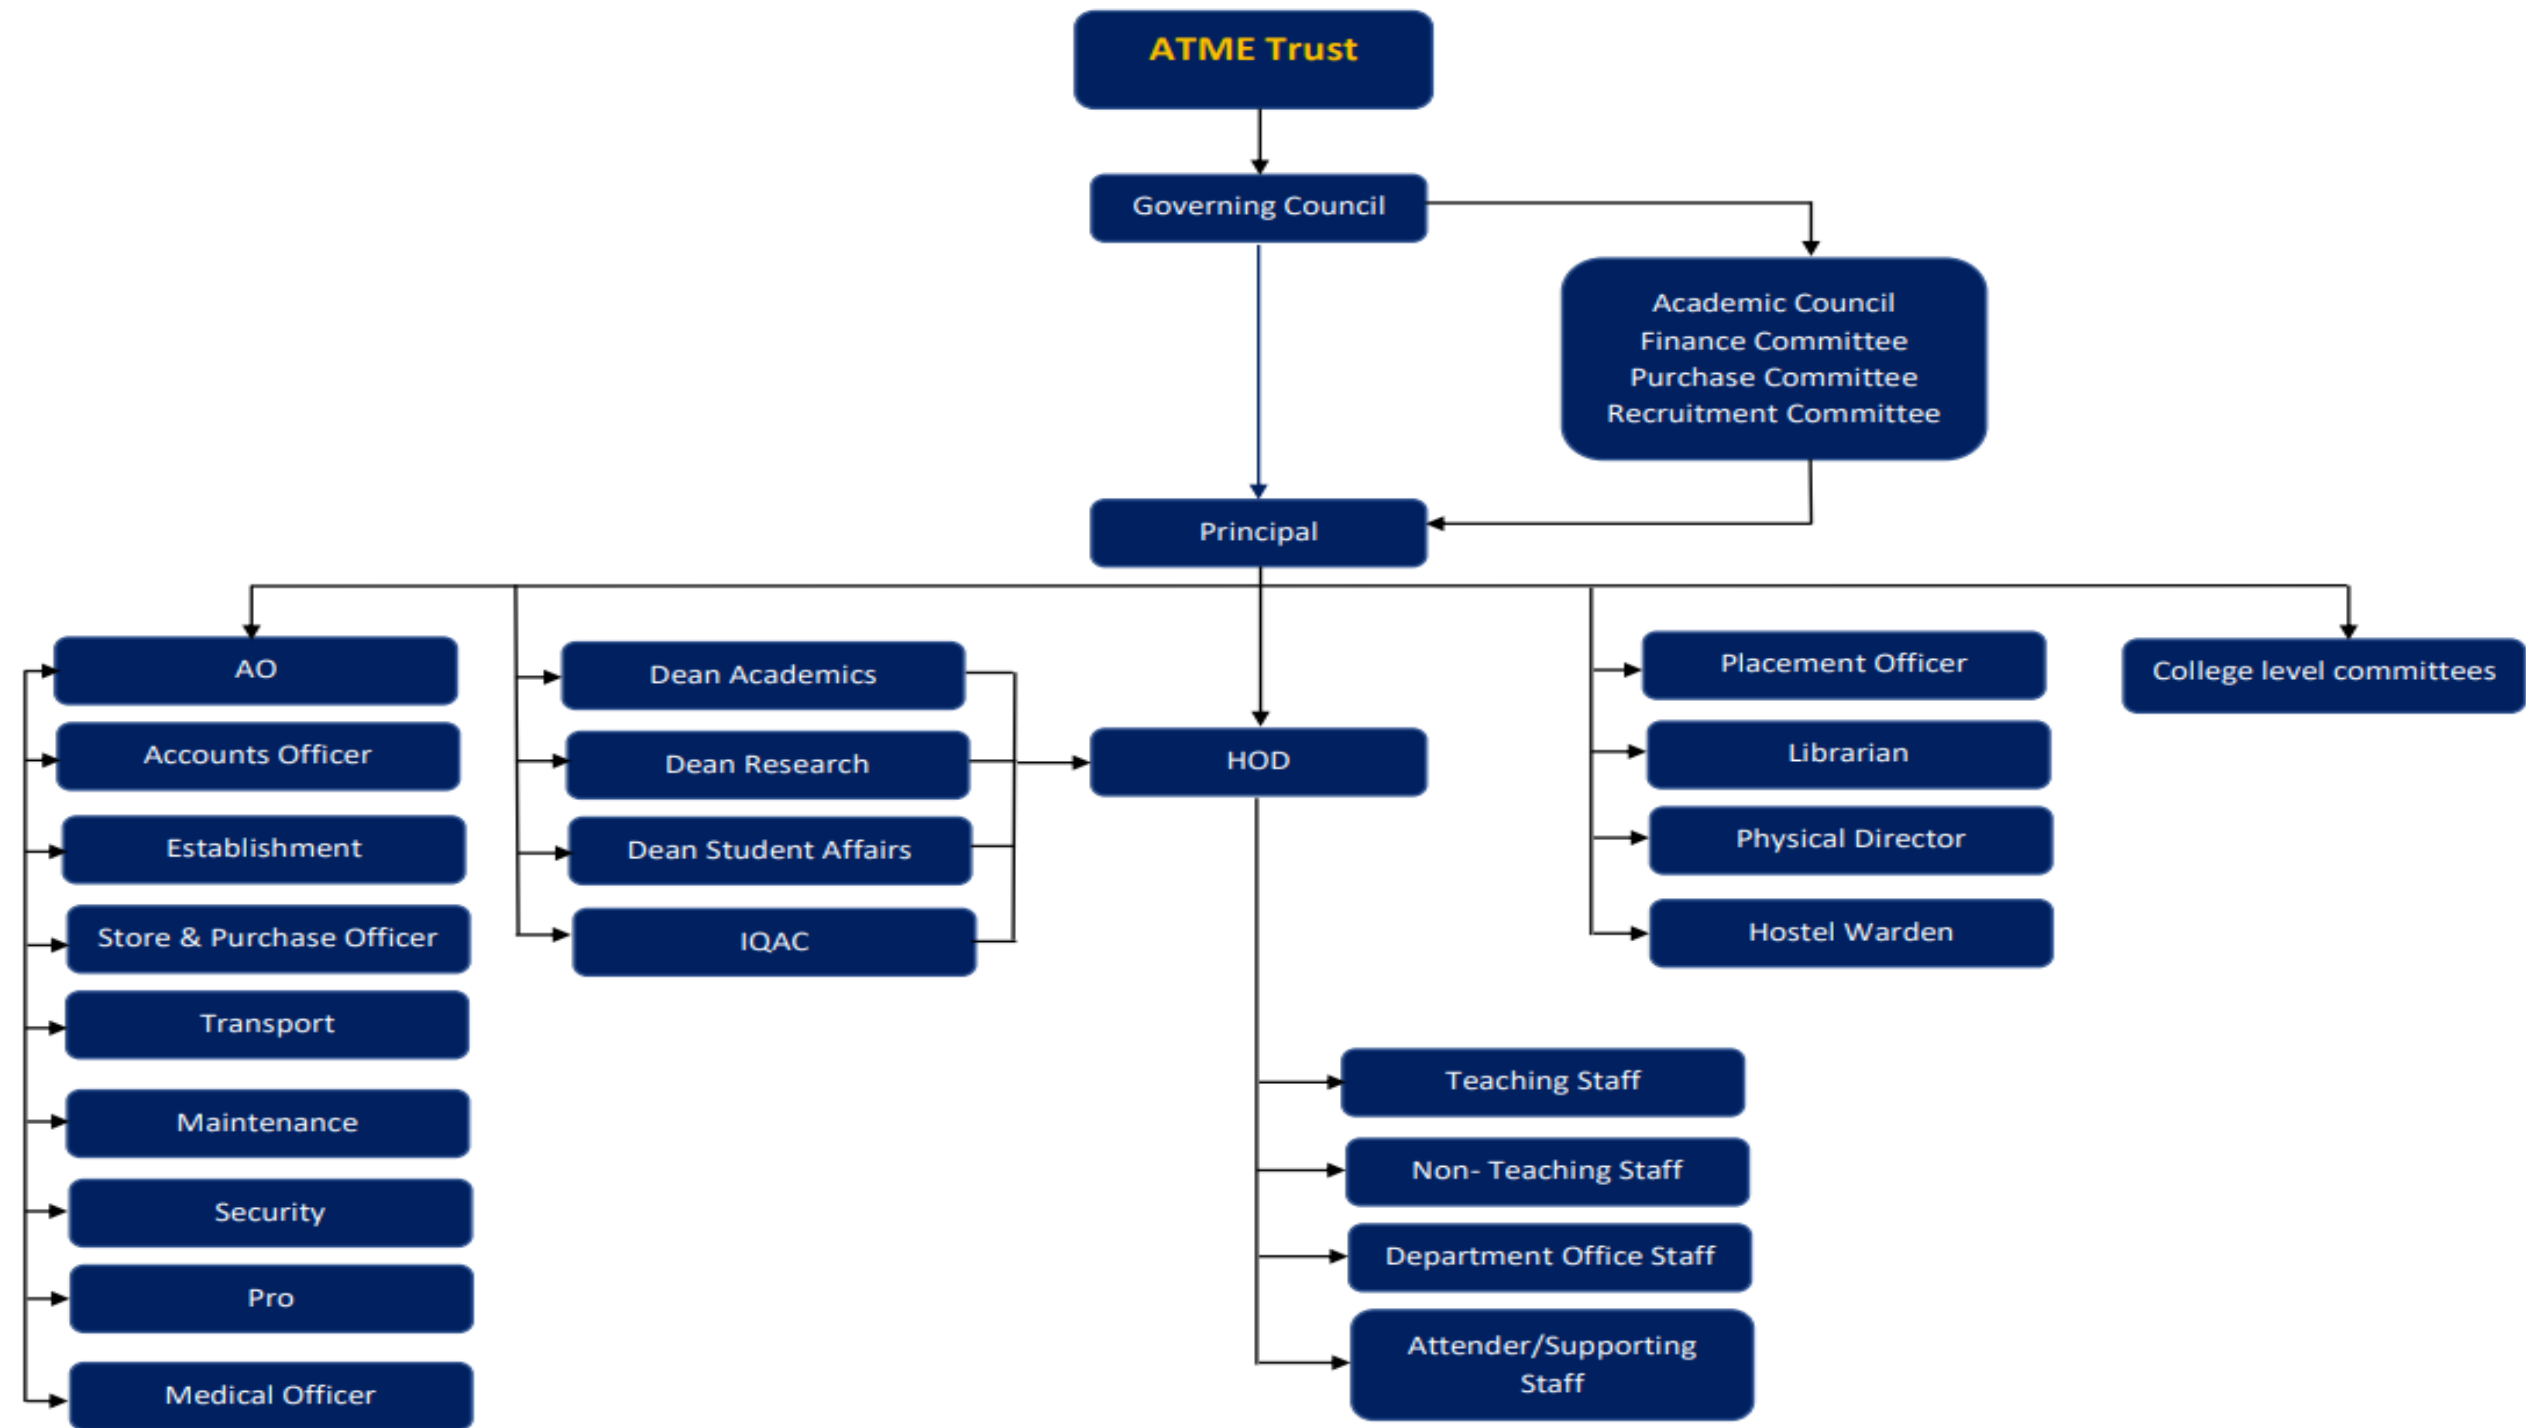 ATME Trust
Governing Council
Academic Council
Finance Committee
Purchase Committee
Recruitment Committee
Principal
AO
Accounts Officer
Establishment
Store & Purchase Officer
Transport
Maintenance
Security
Pro
Medical Officer
Dean Academics
Dean Research
Dean Student Affairs
IQAC
HOD
Teaching Staff
Non- Teaching Staff
Department Office Staff
Attender/Supporting
Staff
Placement Officer
Librarian
Physical Director
Hostel Warden
College level committees